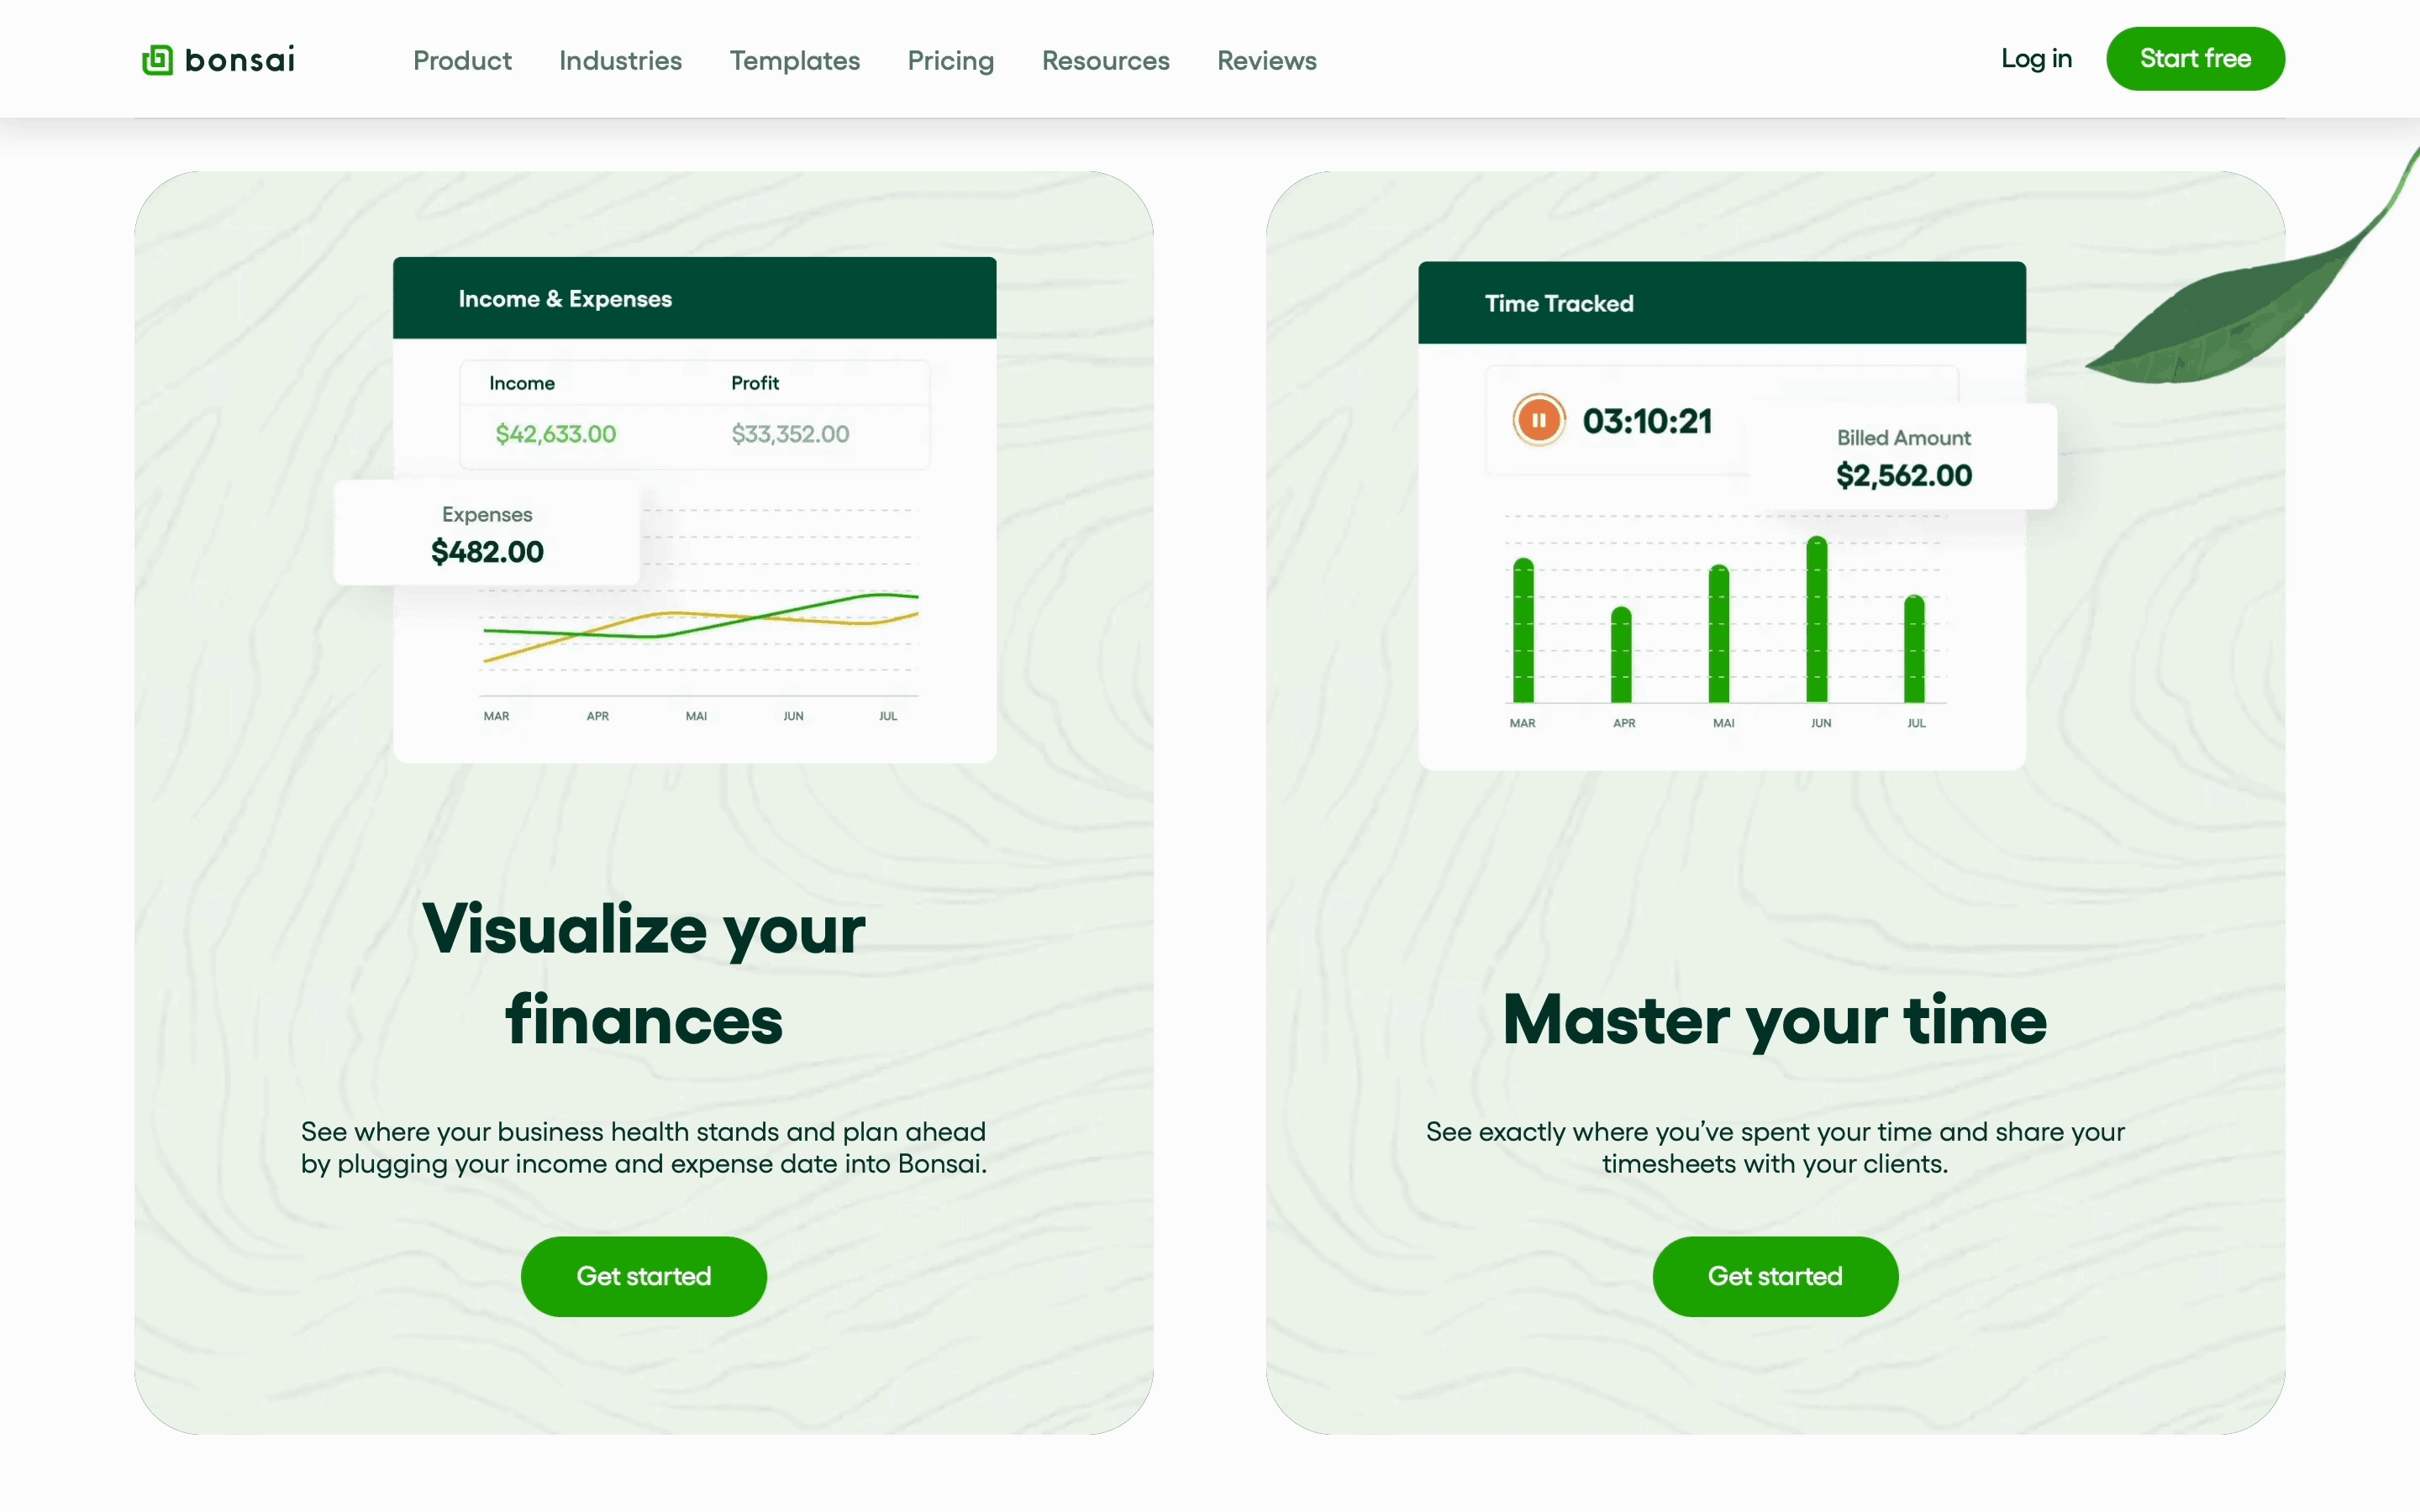 bonsai
Product
Industries
Templates
Pricing
Resources
Reviews
Log in
Start free
Income & Expenses
Income
Profit
$42,633.00
$33,352.00
Expenses
$482.00
MAR
APR
MAI
JUN
JUL
Visualize your
finances
See where your business health stands and plan ahead
by plugging your income and expense date into Bonsai.
Get started
Time Tracked
03:10:21
Billed Amount
$2,562.00
MAR
APR
MAI
JUN
JUL
Master your time
See exactly where you’ve spent your time and share your
timesheets with your clients.
Get started